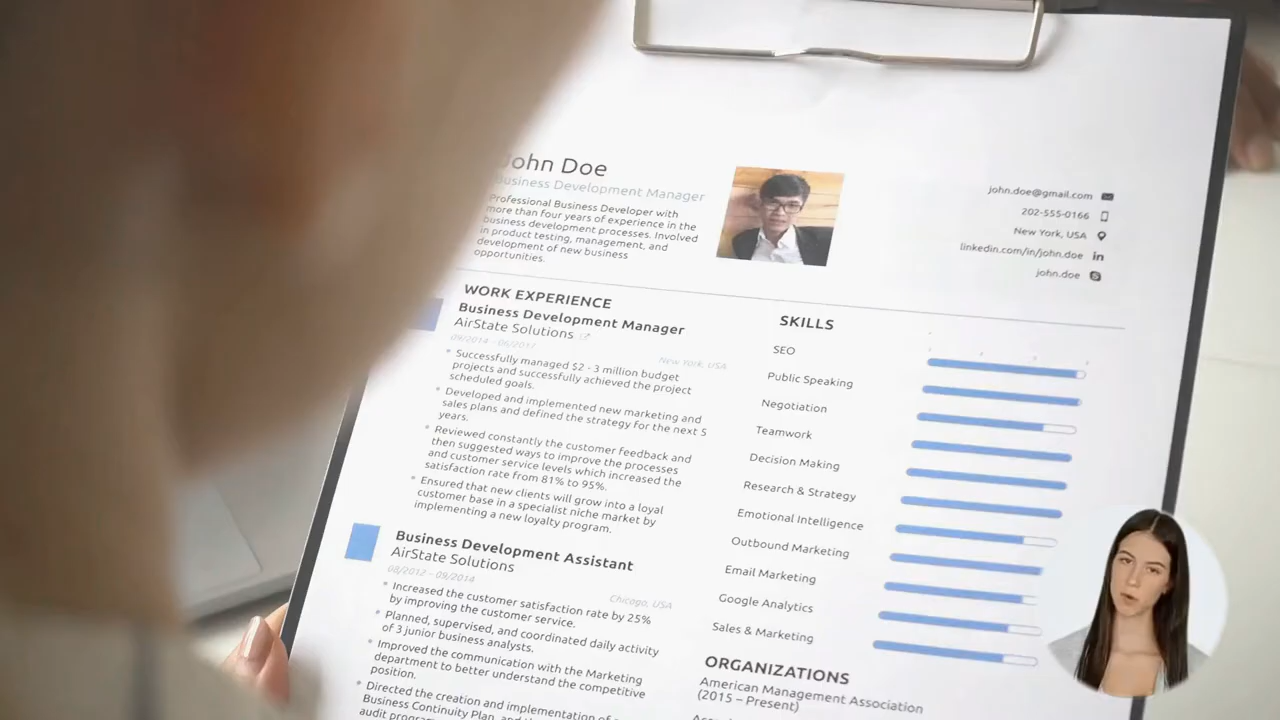 John Doe
Business Development Manager
Professional Business Developer with
more than four years of experience in the
business development processes. Involved
in product testing, management, and
development of new business
opportunities.
john.doe@gmail.com
202-555-0166
New York, USA
linkedin.com/in/john.doe
john.doe
WORK EXPERIENCE
Business Development Manager
AirState Solutions
09/2014 - 06/2017
New York, USA
Successfully managed $2 - 3 million budget
projects and successfully achieved the project
scheduled goals.
Developed and implemented new marketing and
sales plans and defined the strategy for the next 5
years.
Reviewed constantly the customer feedback and
then suggested ways to improve the processes
and customer service levels which increased the
satisfaction rate from 81% to 95%.
Ensured that new clients will grow into a loyal
customer base in a specialist niche market by
implementing a new loyalty program.
Business Development Assistant
AirState Solutions
08/2012 - 09/2014
Chicago, USA
Increased the customer satisfaction rate by 25%
by improving the customer service.
Planned, supervised, and coordinated daily activity
of 3 junior business analysts.
Improved the communication with the Marketing
department to better understand the competitive
position.
Directed the creation and implementation of
Business Continuity Plan, and
SKILLS
SEO
Public Speaking
Negotiation
Teamwork
Decision Making
Research & Strategy
Emotional Intelligence
Outbound Marketing
Email Marketing
Google Analytics
Sales & Marketing
ORGANIZATIONS
American Management Association
(2015 – Present)